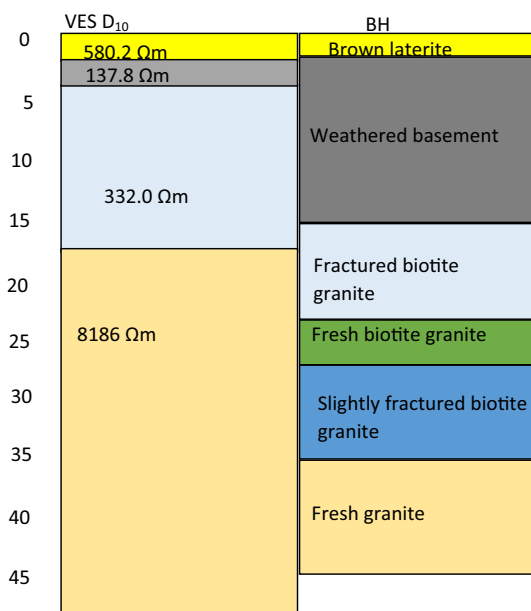 VES D₁₀
BH
0
580.2 Ωm
Brown laterite
137.8 Ωm
5
Weathered basement
10
332.0 Ωm
15
Fractured biotite
granite
20
8186 Ωm
Fresh biotite granite
25
30
Slightly fractured biotite
granite
35
Fresh granite
40
45